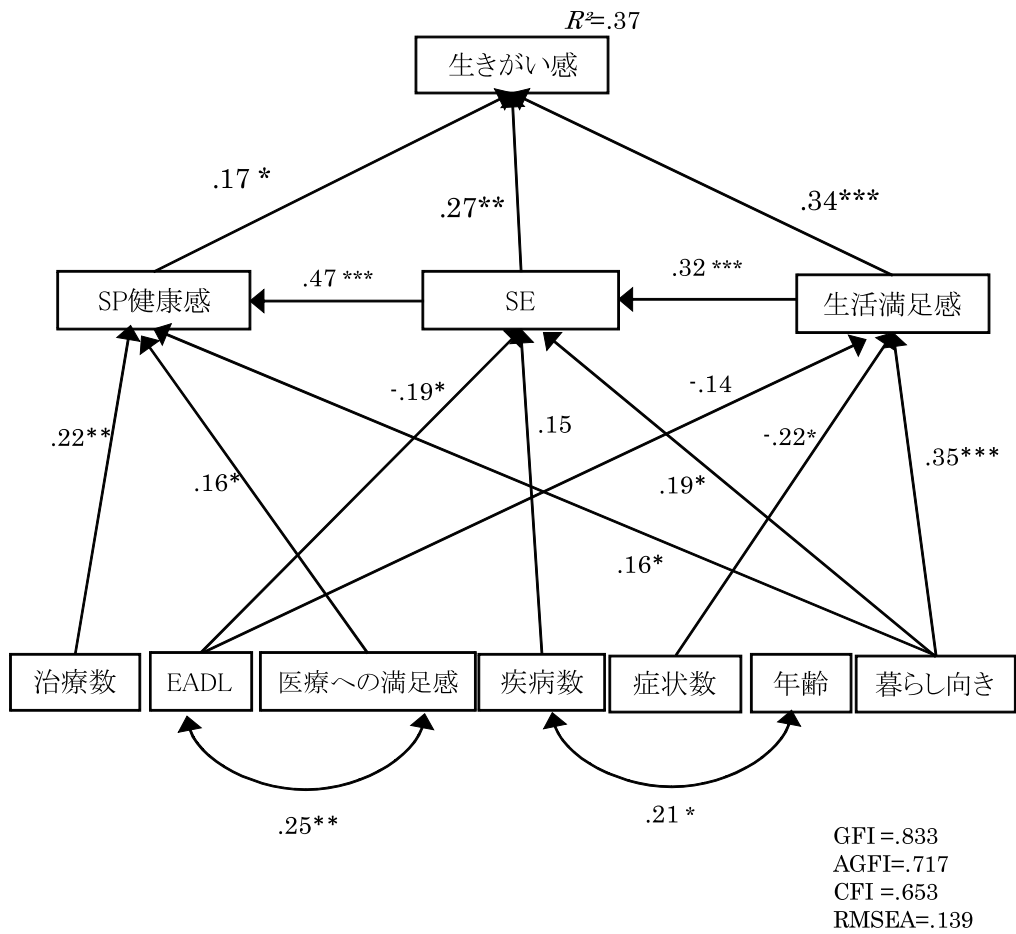 R²=.37
生きがい感
.17 *
.27**
.34***
.47 ***
.32 ***
SP健康感
SE
生活満足感
-.19*
-.14
.22**
.15
-.22*
.35***
.16*
.19*
.16*
治療数
EADL
医療への満足感
疾病数
症状数
年齢
暮らし向き
.25**
.21 *
GFI =.833
AGFI=.717
CFI =.653
RMSEA=.139